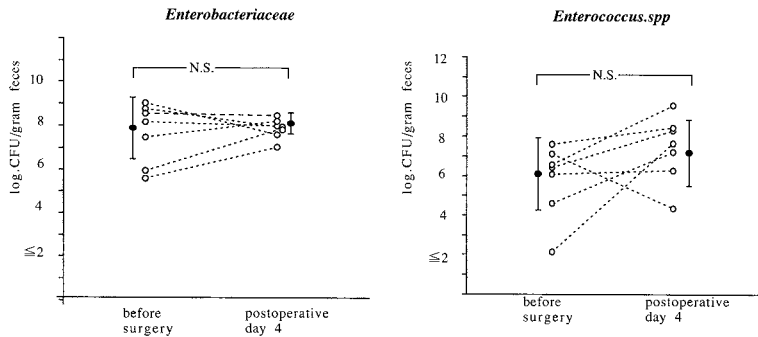 Enterobacteriaceae
log.CFU/gram feces
10
8
6
4
≦2
N.S.
before surgery
postoperative day 4
Enterococcus.spp
log.CFU/gram feces
12
10
8
6
4
≦2
N.S.
before surgery
postoperative day 4